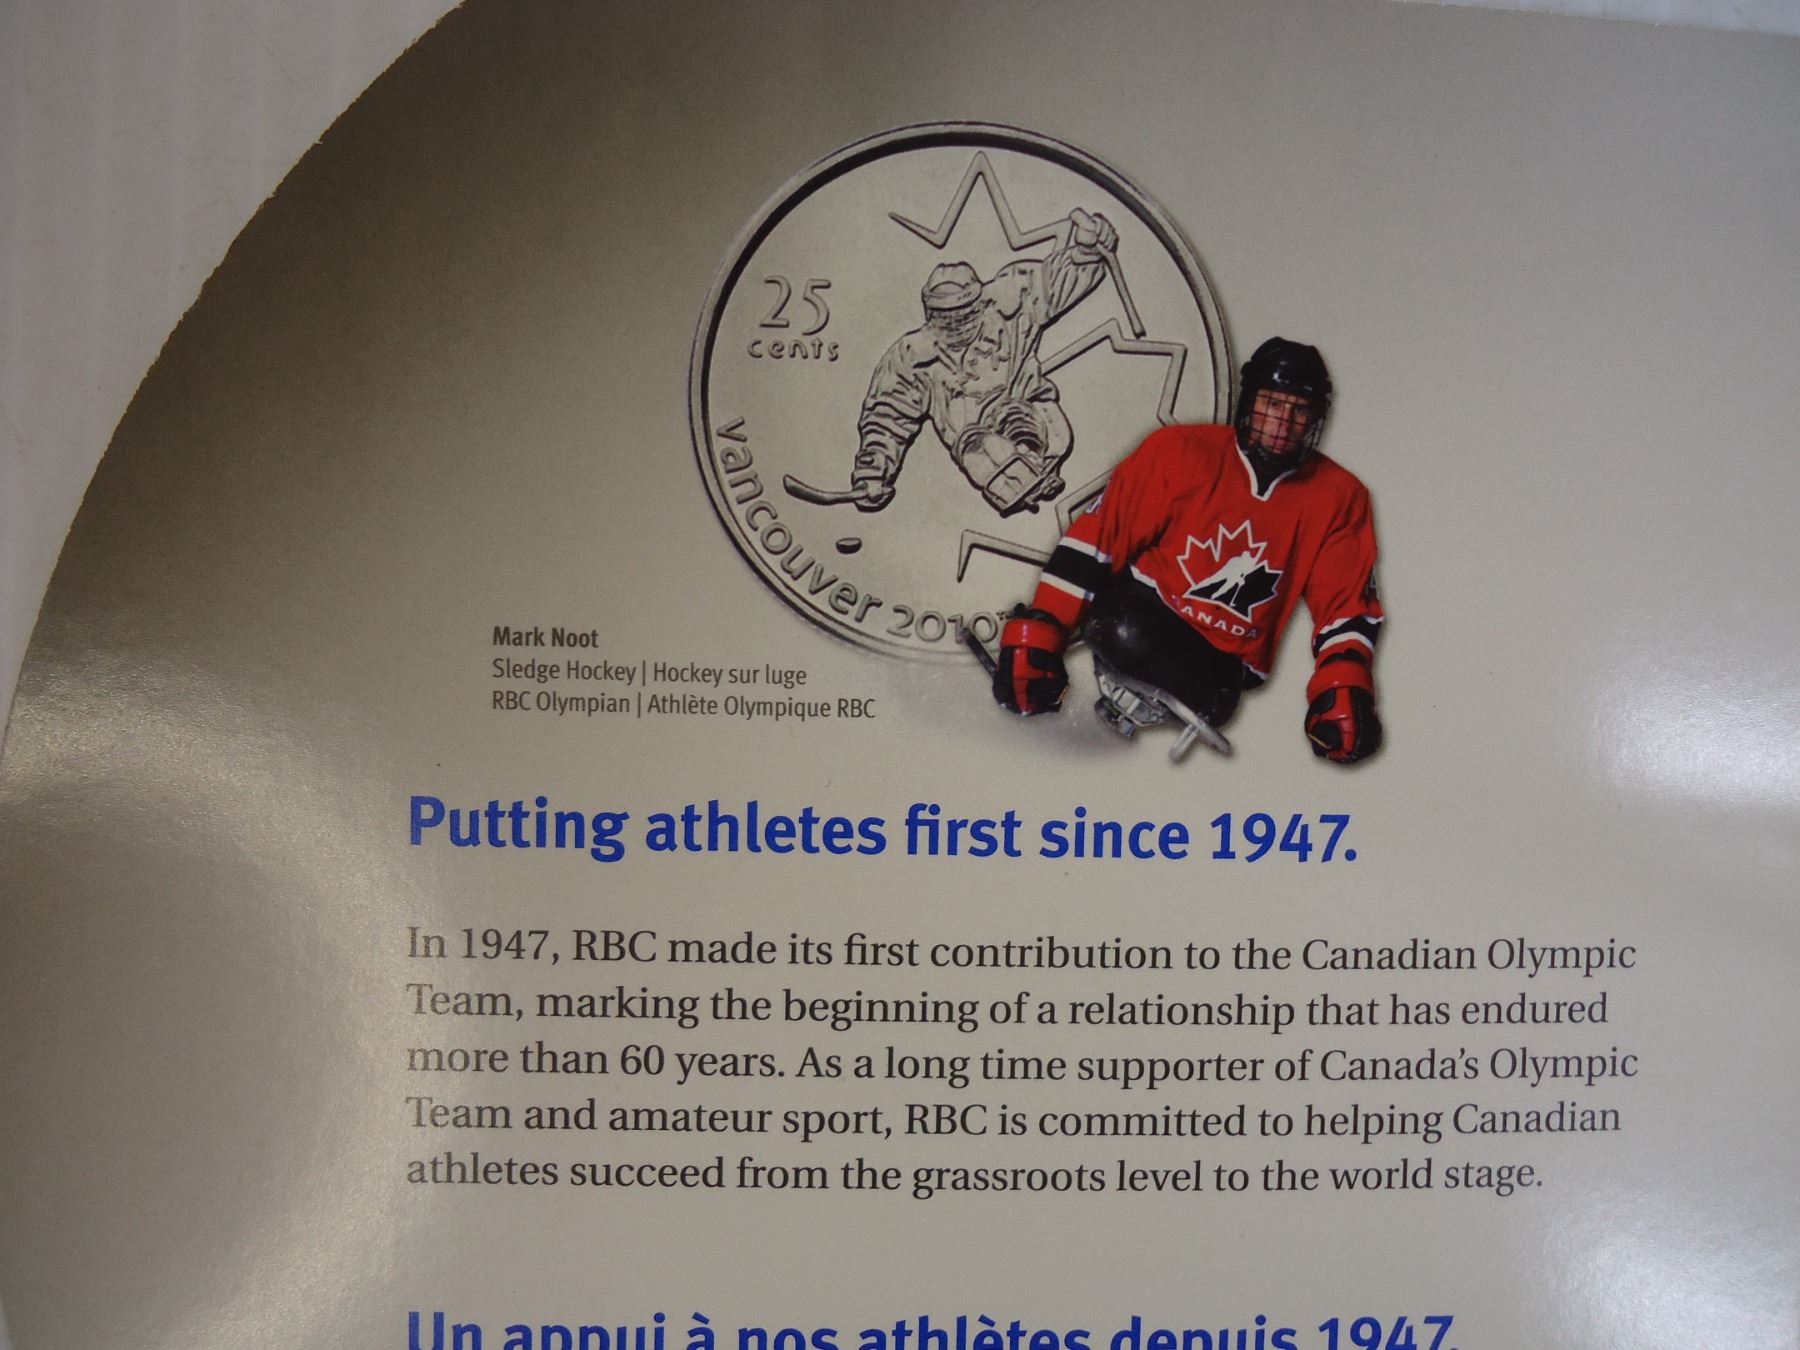 25
cents
vancouver 2010
CANADA
Mark Noot
Sledge Hockey | Hockey sur luge
RBC Olympian | Athlète Olympique RBC
Putting athletes first since 1947.
In 1947, RBC made its first contribution to the Canadian Olympic
Team, marking the beginning of a relationship that has endured
more than 60 years. As a long time supporter of Canada's Olympic
Team and amateur sport, RBC is committed to helping Canadian
athletes succeed from the grassroots level to the world stage.
Un appui à nos athlètes depuis 1947.